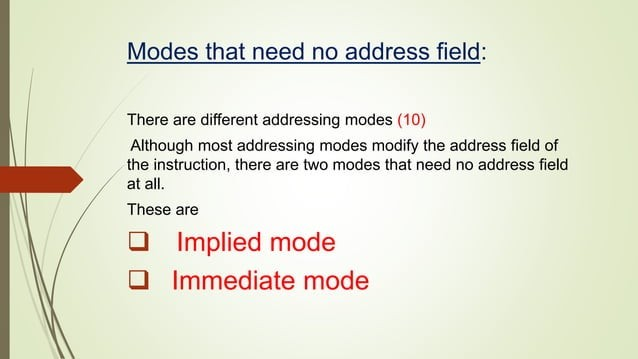 Modes that need no address field:
There are different addressing modes (10)
Although most addressing modes modify the address field of
the instruction, there are two modes that need no address field
at all.
These are
Implied mode
Immediate mode